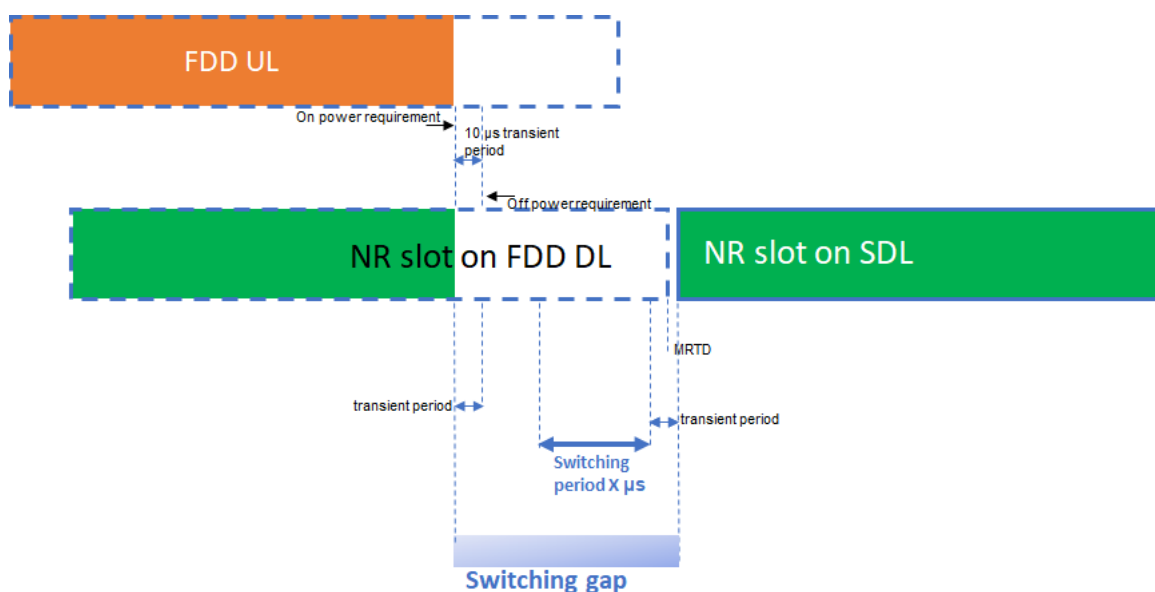 FDD UL
On power requirement
10 µs transient
period
Off power requirement
NR slot on FDD DL
NR slot on SDL
MRTD
transient period
transient period
Switching
period X µs
Switching gap